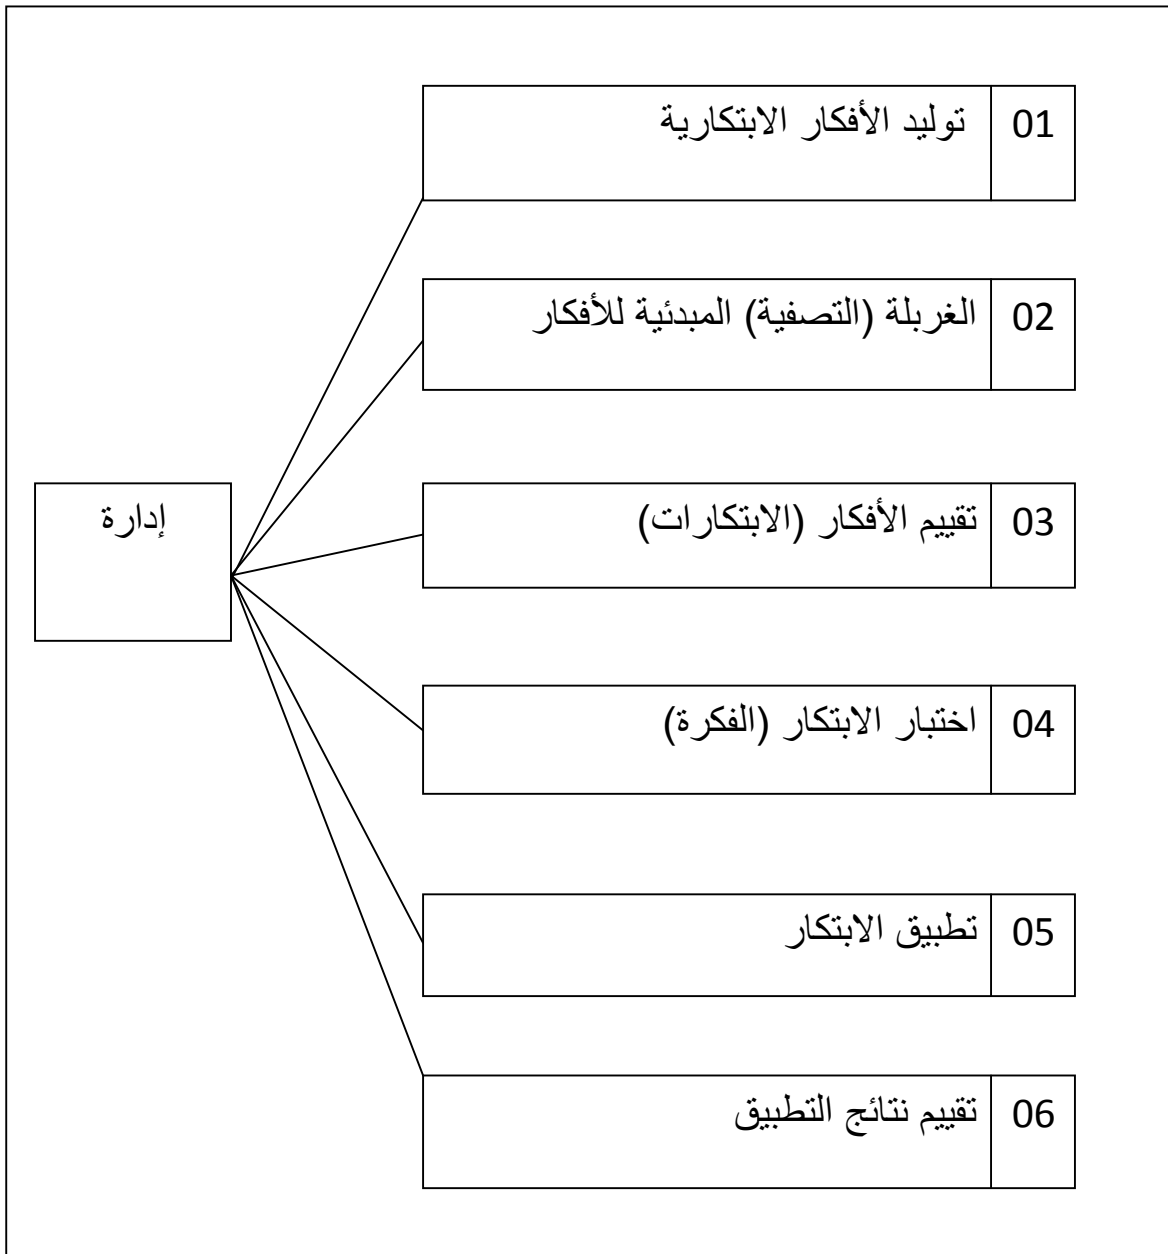 01 توليد الأفكار الابتكارية
02 الغربلة (التصفية) المبدئية للأفكار
03 تقييم الأفكار (الابتكارات)
إدارة
04 اختبار الابتكار (الفكرة)
05 تطبيق الابتكار
06 تقييم نتائج التطبيق